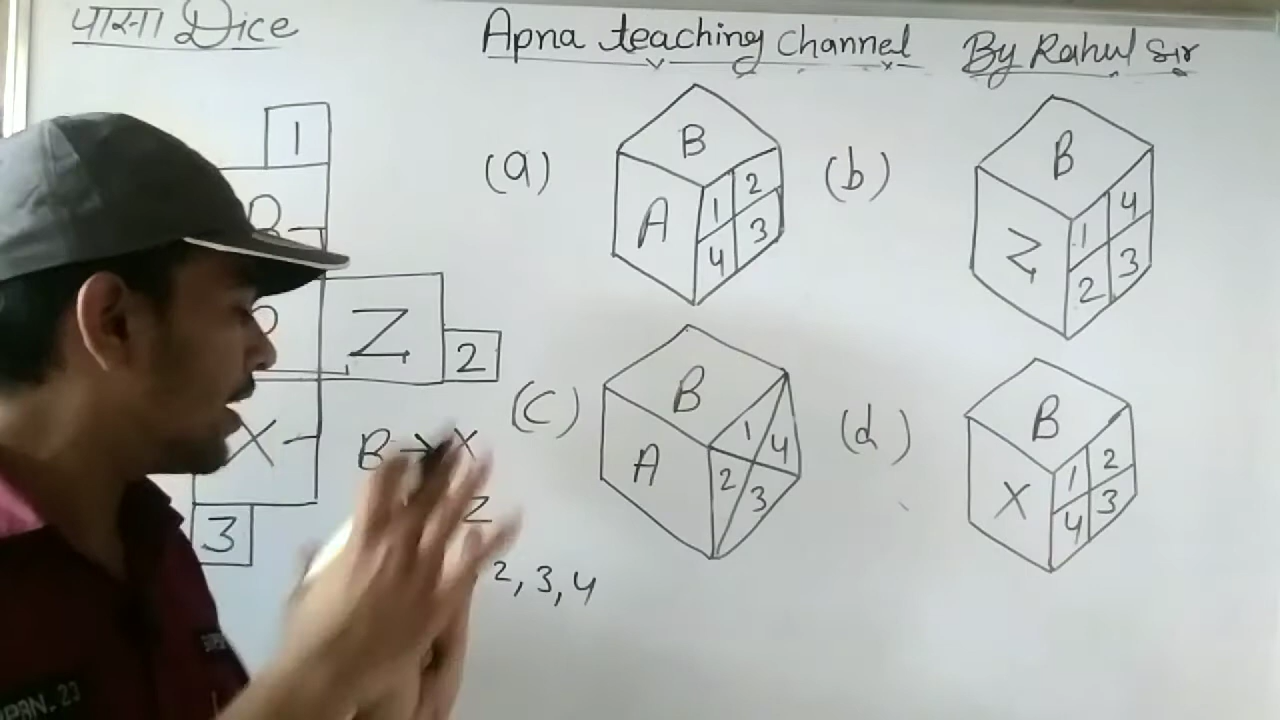 पासा Dice
Apna teaching channel By Rahul Sir
1
Z
2
X
3
B → X
Z
2, 3, 4
(a)
B
A
1 2
4 3
(b)
B
Z
1 4
2 3
(c)
B
A
1 4
2 3
(d)
B
X
1 2
4 3